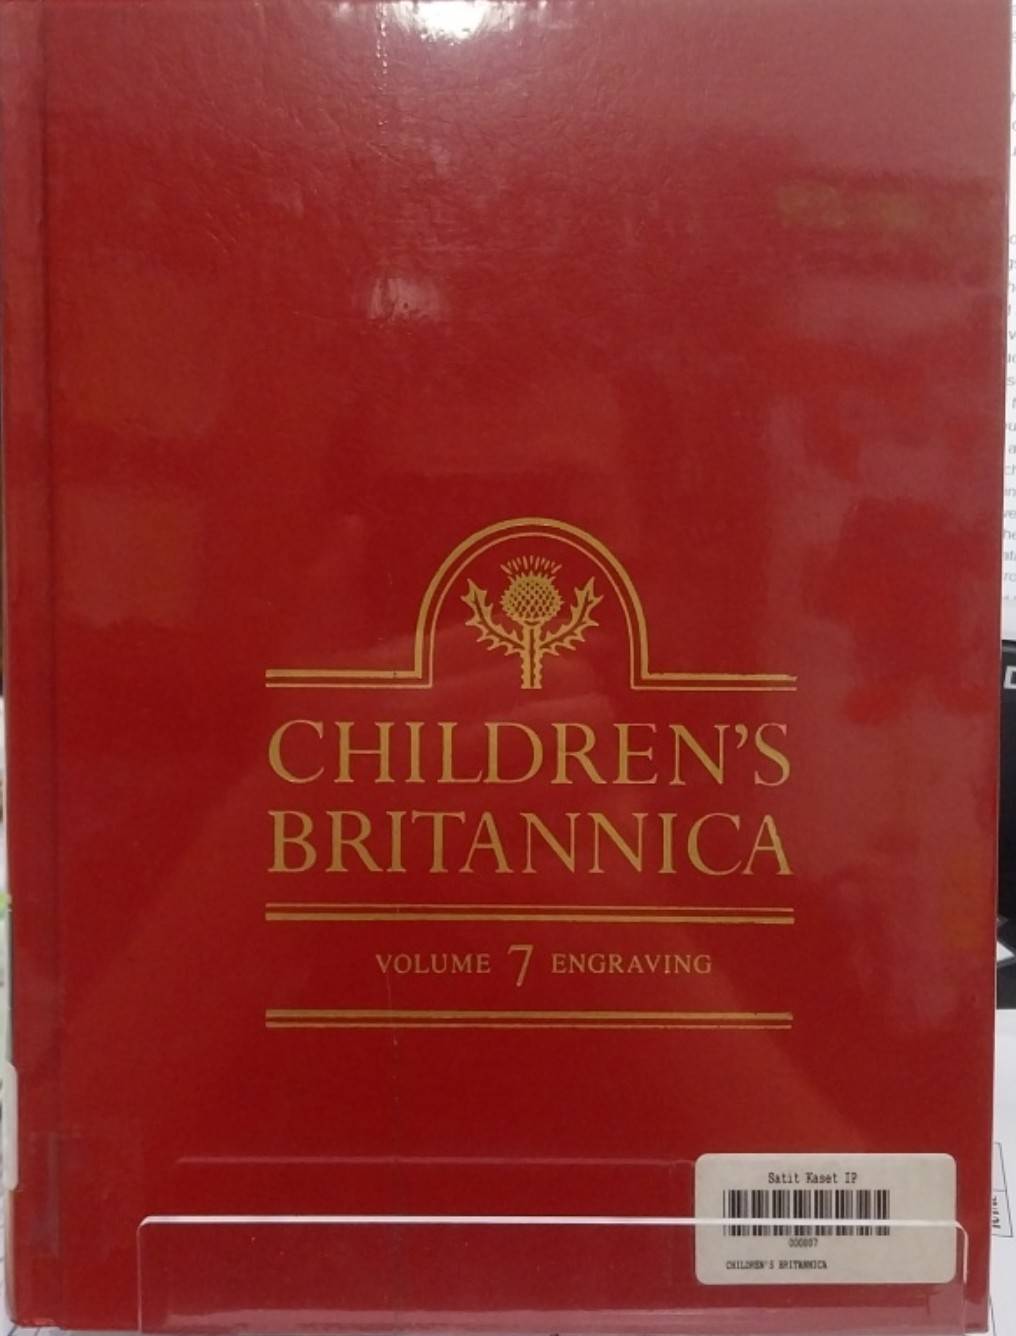 CHILDREN'S
BRITANNICA
VOLUME 7 ENGRAVING
Satit Kaset IP
000007
CHILDREN'S BRITANNICA